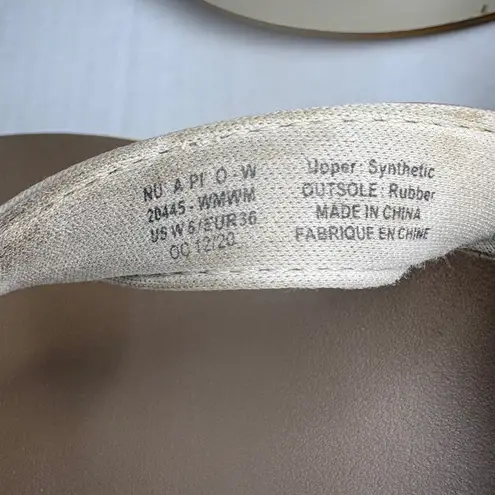 NU A PI O - W
20445 - WMWM
US W 6 / EUR 36
OC 12/20
Upper: Synthetic
OUTSOLE: Rubber
MADE IN CHINA
FABRIQUE EN CHINE